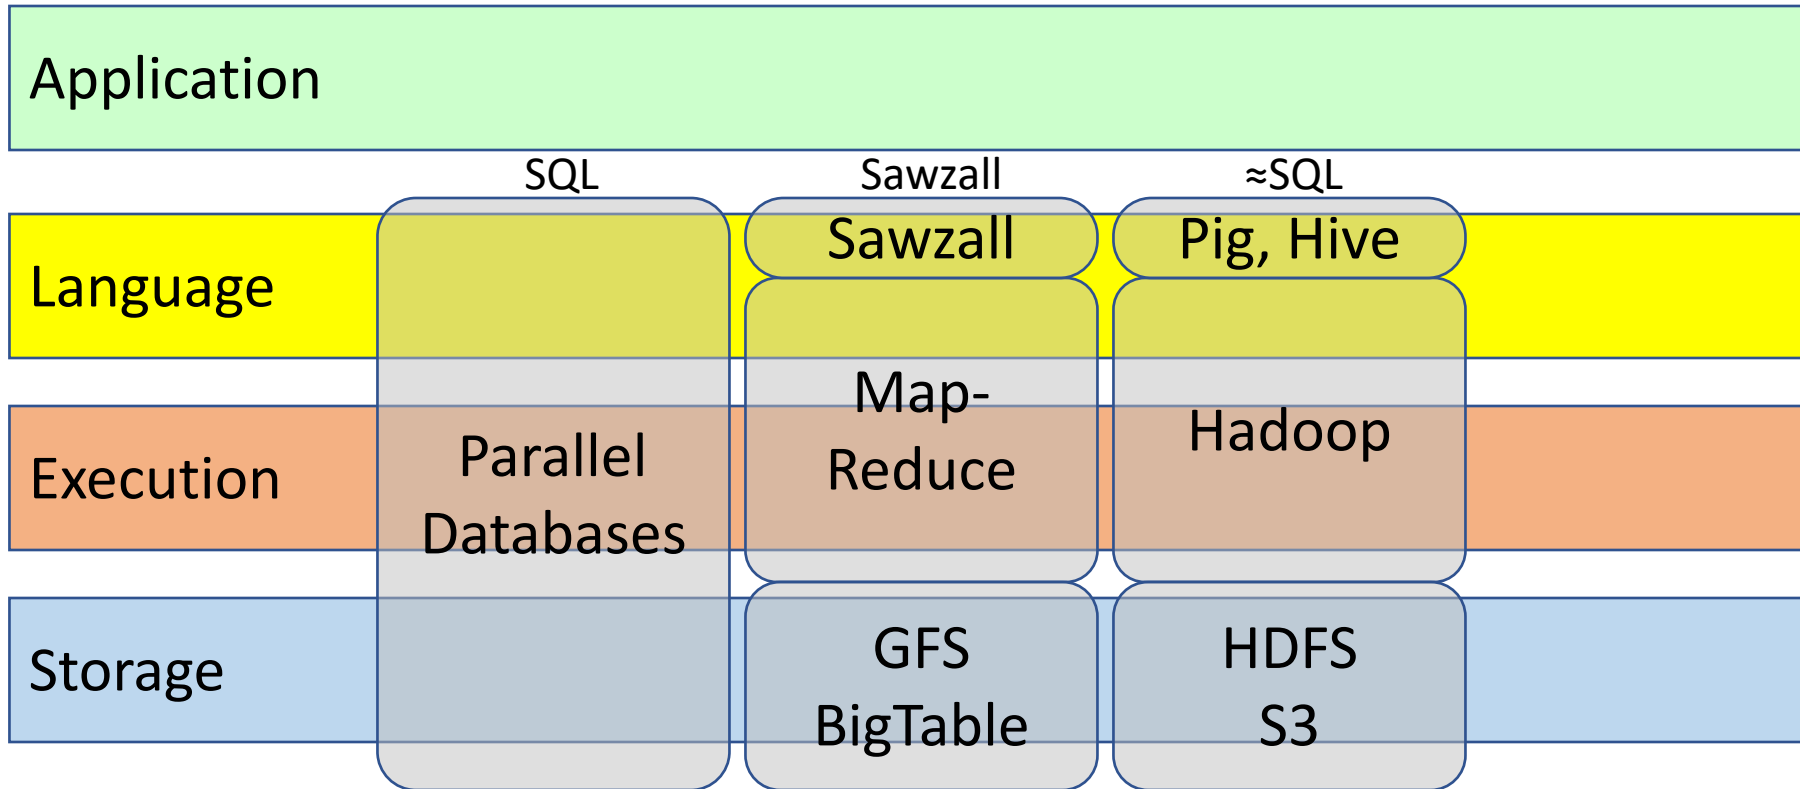 Application
SQL
Sawzall
≈SQL
Language
Sawzall
Pig, Hive
Execution
Parallel
Databases
Map-
Reduce
Hadoop
Storage
GFS
BigTable
HDFS
S3